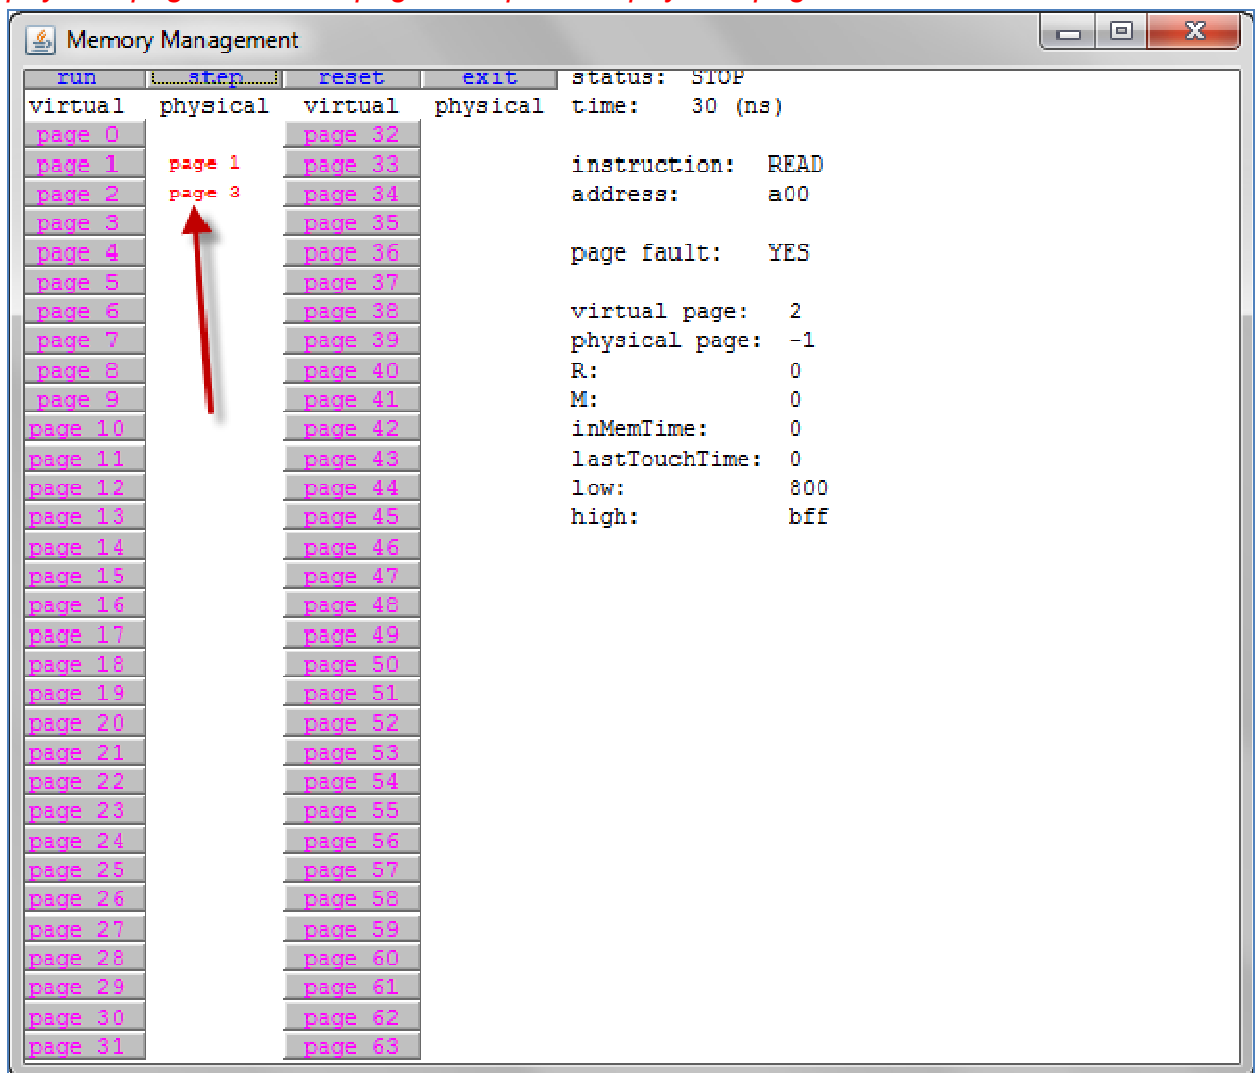 Memory Management
run step reset exit status: STOP
virtual physical virtual physical time: 30 (ns)
page 0 page 32
page 1 page 1 page 33 instruction: READ
page 2 page 3 page 34 address: a00
page 3 page 35
page 4 page 36 page fault: YES
page 5 page 37
page 6 page 38 virtual page: 2
page 7 page 39 physical page: -1
page 8 page 40 R: 0
page 9 page 41 M: 0
page 10 page 42 inMemTime: 0
page 11 page 43 lastTouchTime: 0
page 12 page 44 low: 800
page 13 page 45 high: bff
page 14 page 46
page 15 page 47
page 16 page 48
page 17 page 49
page 18 page 50
page 19 page 51
page 20 page 52
page 21 page 53
page 22 page 54
page 23 page 55
page 24 page 56
page 25 page 57
page 26 page 58
page 27 page 59
page 28 page 60
page 29 page 61
page 30 page 62
page 31 page 63